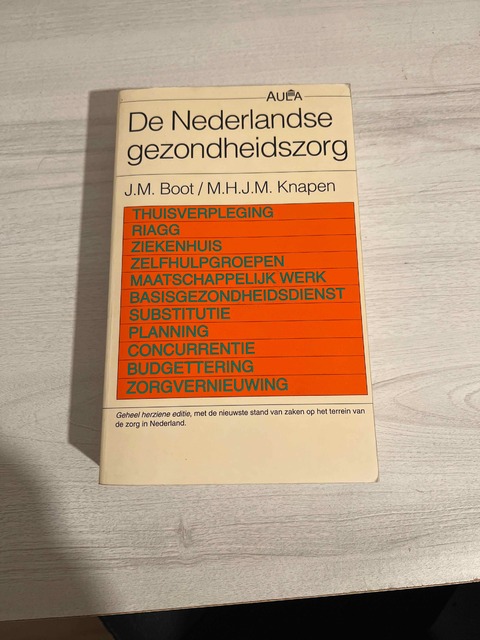 AULA
De Nederlandse
gezondheidszorg
J.M. Boot / M.H.J.M. Knapen
THUISVERPLEGING
RIAGG
ZIEKENHUIS
ZELFHULPGROEPEN
MAATSCHAPPELIJK WERK
BASISGEZONDHEIDSDIENST
SUBSTITUTIE
PLANNING
CONCURRENTIE
BUDGETTERING
ZORGVERNIEUWING
Geheel herziene editie, met de nieuwste stand van zaken op het terrein van
de zorg in Nederland.